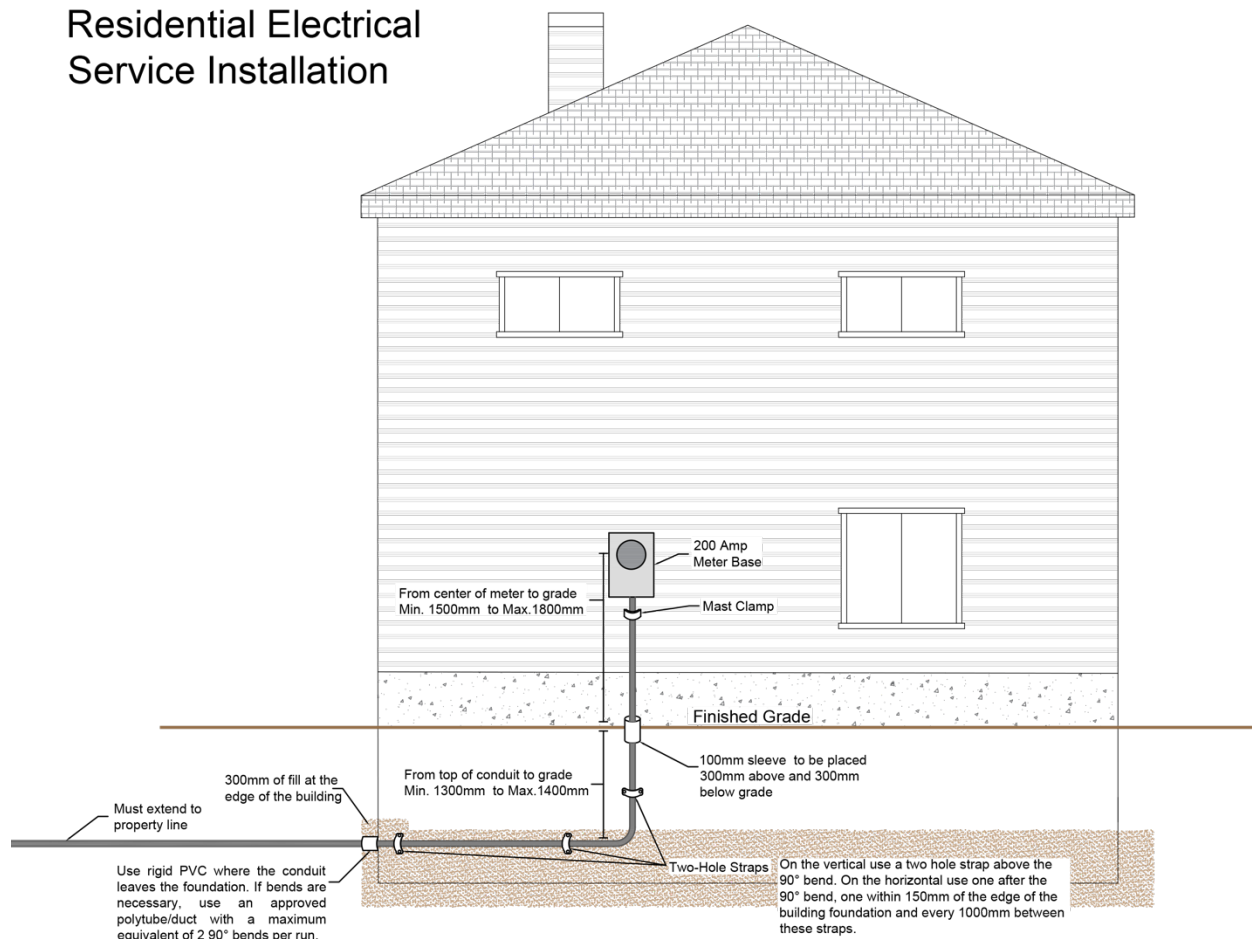 Residential Electrical
Service Installation
200 Amp
Meter Base
From center of meter to grade
Min. 1500mm to Max.1800mm
Mast Clamp
Finished Grade
100mm sleeve to be placed
300mm above and 300mm
below grade
From top of conduit to grade
Min. 1300mm to Max.1400mm
300mm of fill at the
edge of the building
Must extend to
property line
Use rigid PVC where the conduit
leaves the foundation. If bends are
necessary, use an approved
polytube/duct with a maximum
equivalent of 2 90° bends per run.
Two-Hole Straps
On the vertical use a two hole strap above the
90° bend. On the horizontal use one after the
90° bend, one within 150mm of the edge of the
building foundation and every 1000mm between
these straps.